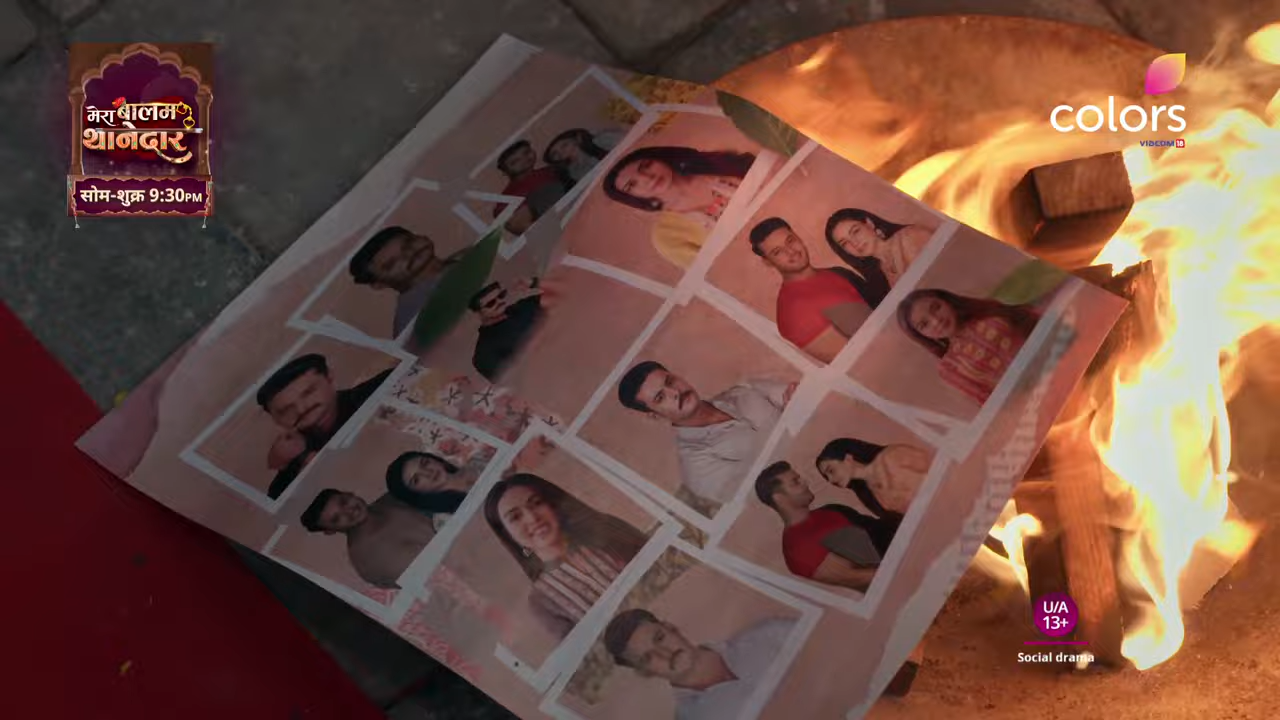 मेरा बालम
थानेदार
सोम-शुक्र 9:30PM
colors
VIACOM18
U/A
13+
Social drama